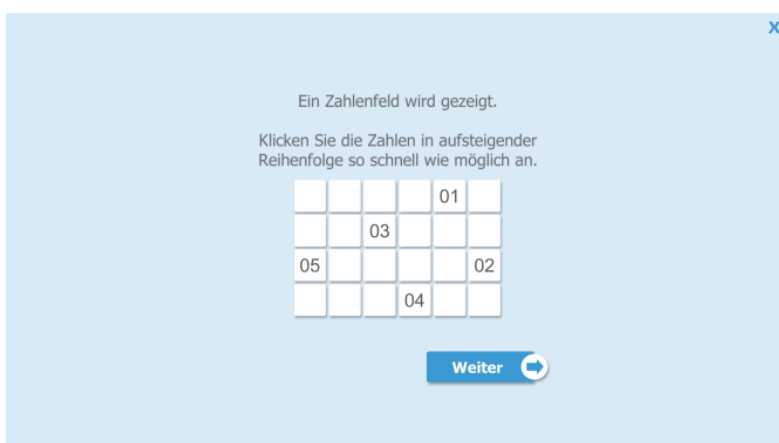 X
Ein Zahlenfeld wird gezeigt.
Klicken Sie die Zahlen in aufsteigender
Reihenfolge so schnell wie möglich an.
01
03
05 02
04
Weiter